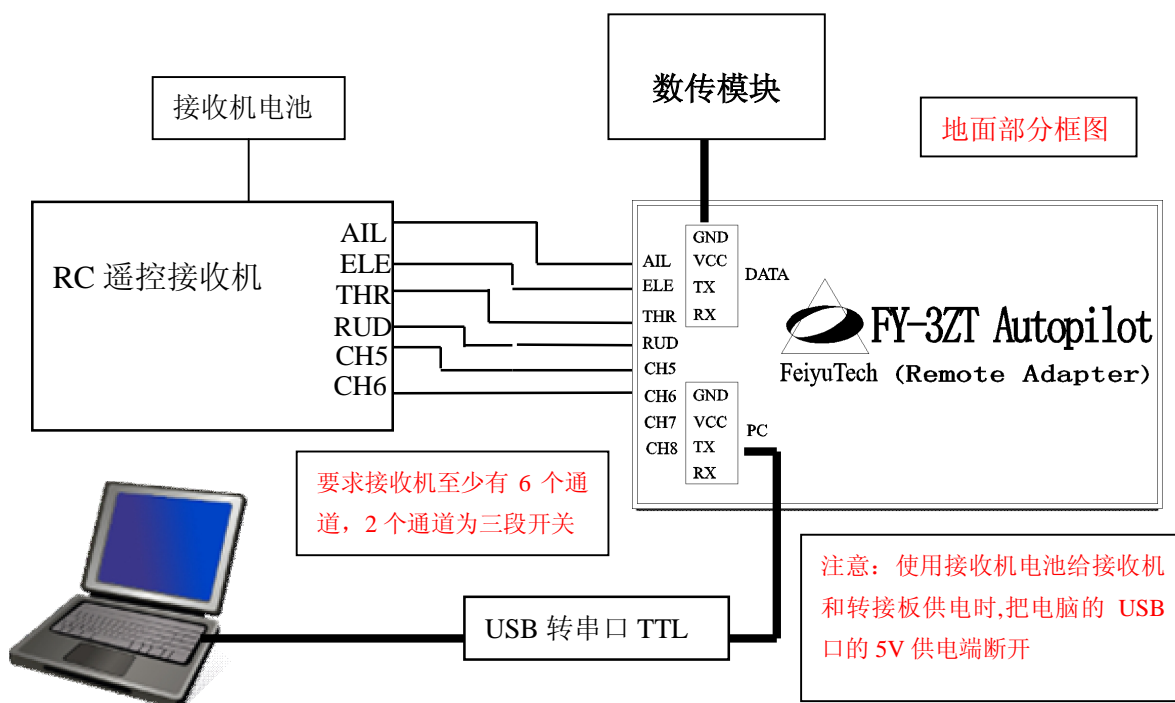 数传模块
接收机电池
地面部分框图
RC 遥控接收机
AIL
ELE
THR
RUD
CH5
CH6
AIL
ELE
THR
RUD
CH5
CH6
CH7
CH8
GND
VCC
TX
RX
DATA
GND
VCC
TX
RX
PC
FY-3ZT Autopilot
FeiyuTech (Remote Adapter)
要求接收机至少有 6 个通
道，2 个通道为三段开关
USB 转串口 TTL
注意：使用接收机电池给接收机
和转接板供电时,把电脑的 USB
口的 5V 供电端断开